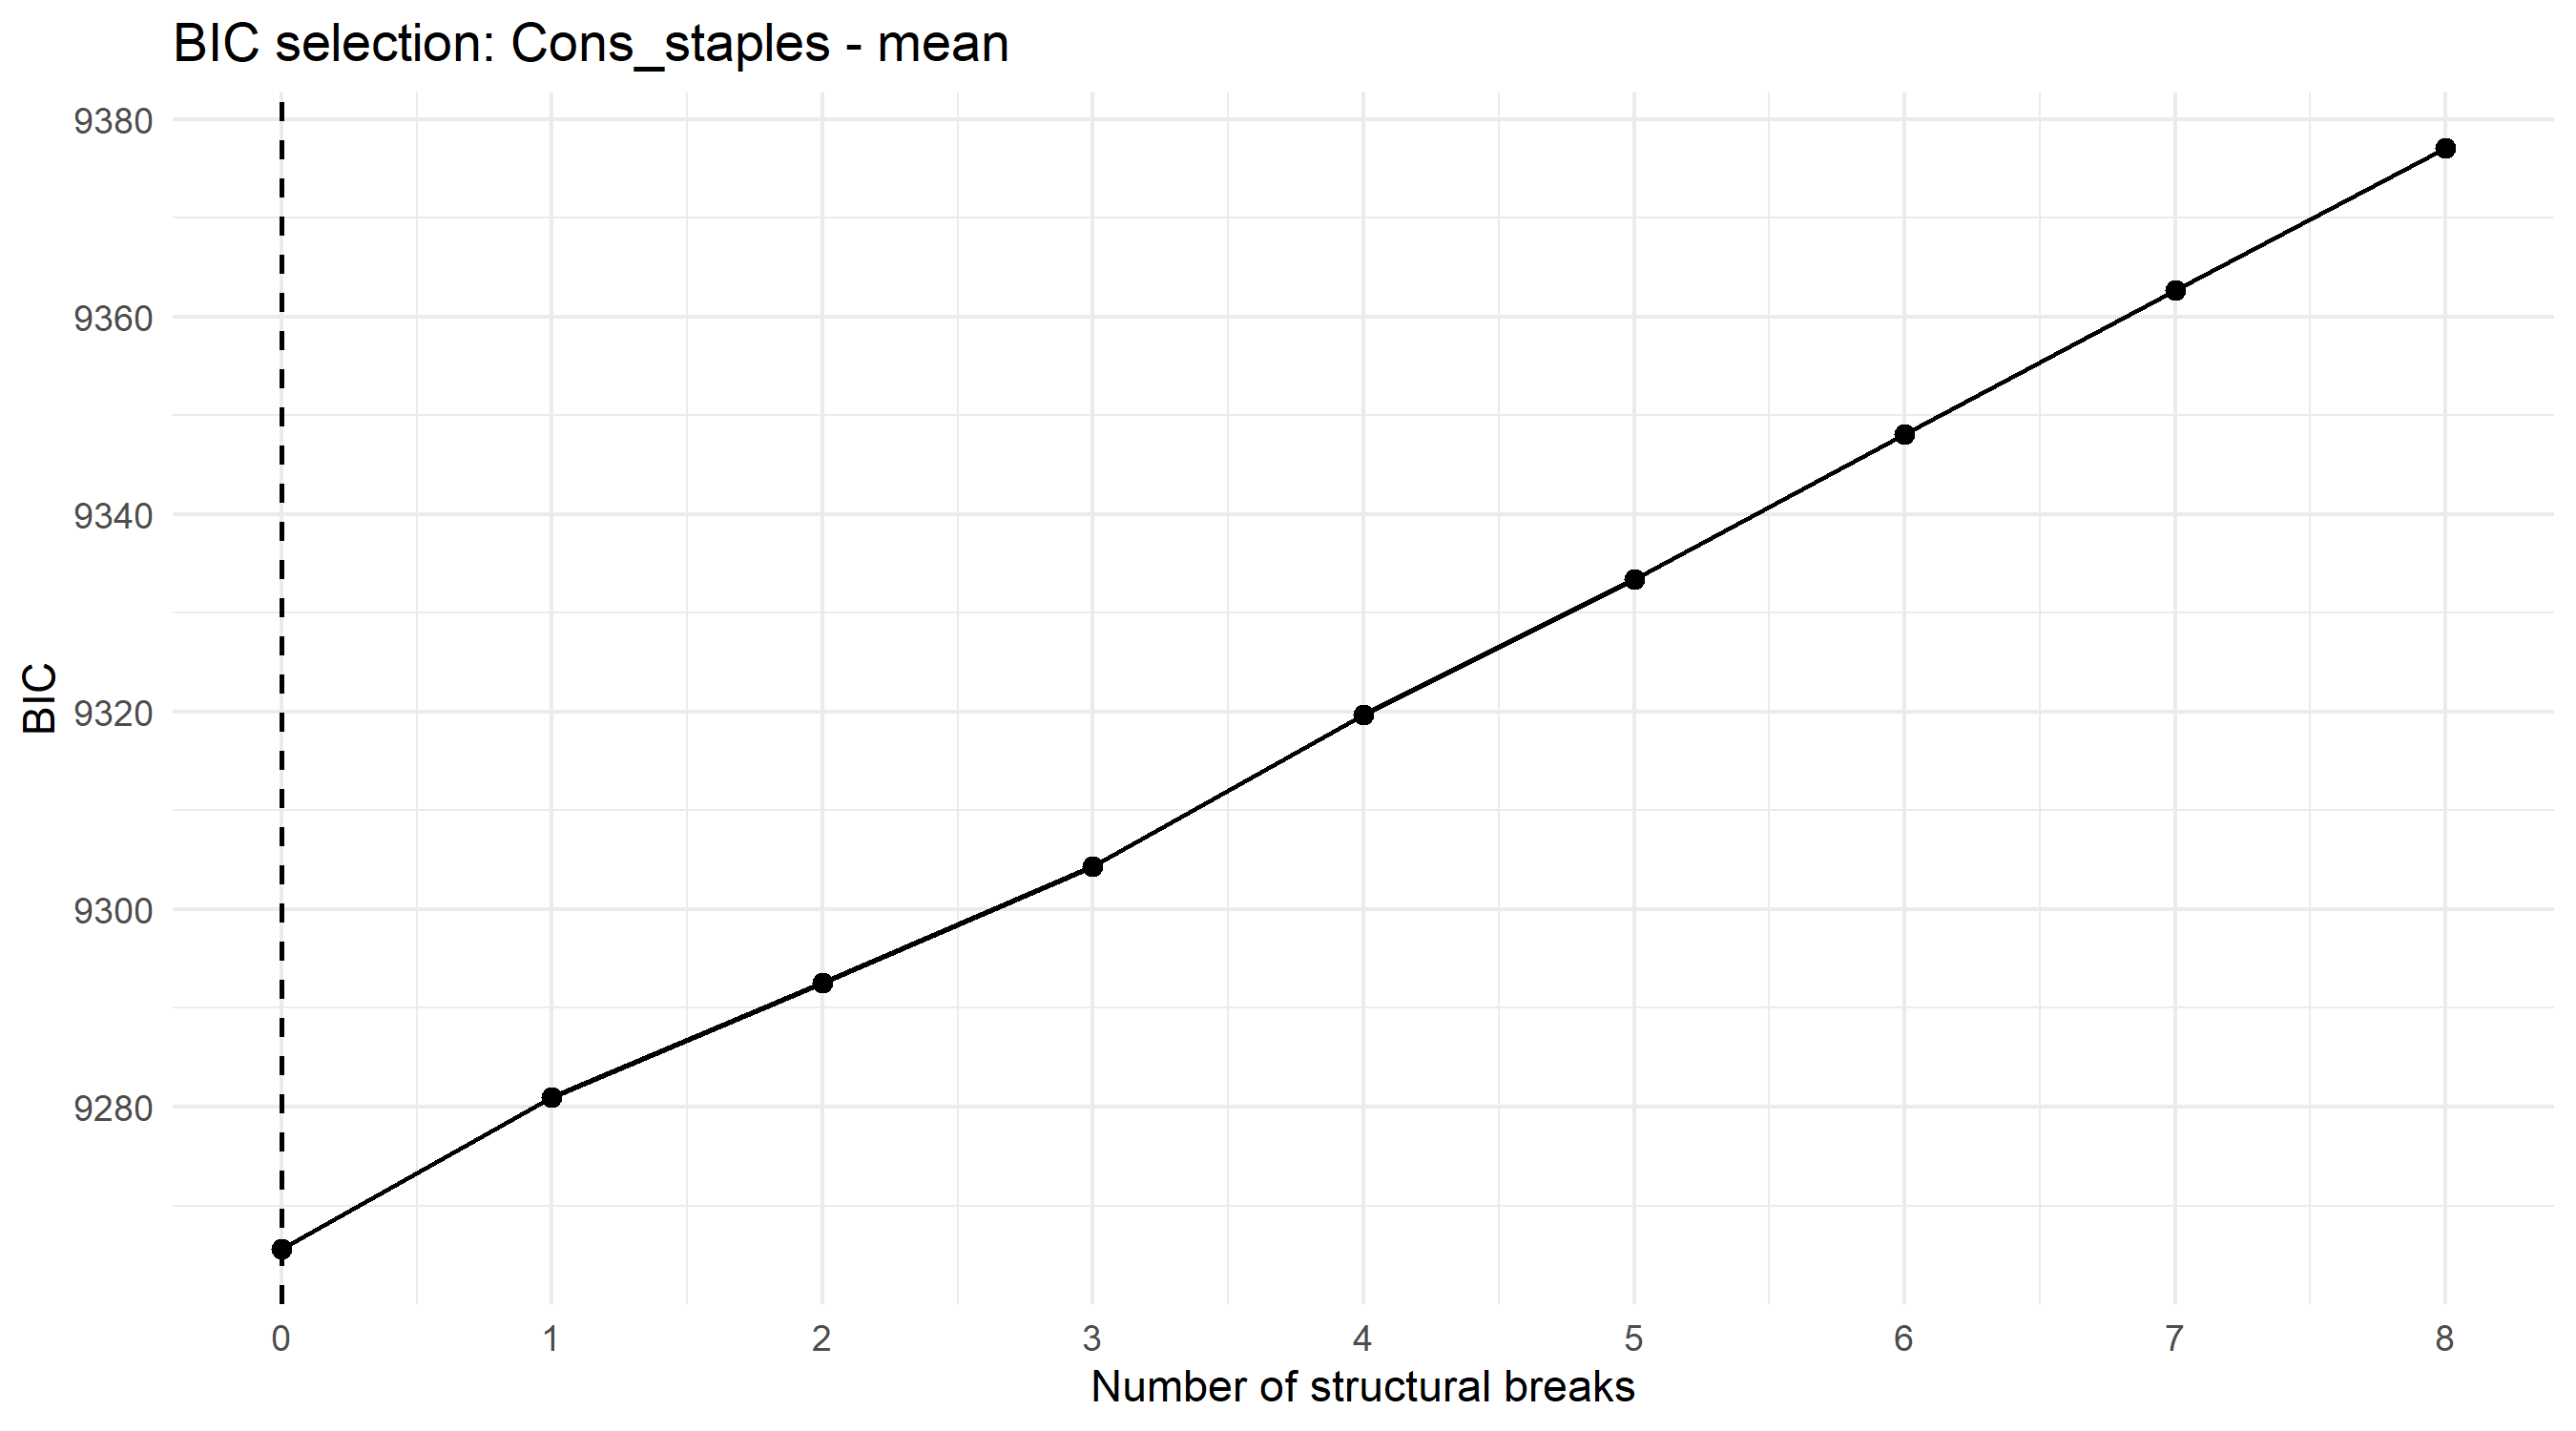 BIC selection: Cons_staples - mean
BIC
9380
9360
9340
9320
9300
9280
0 1 2 3 4 5 6 7 8
Number of structural breaks